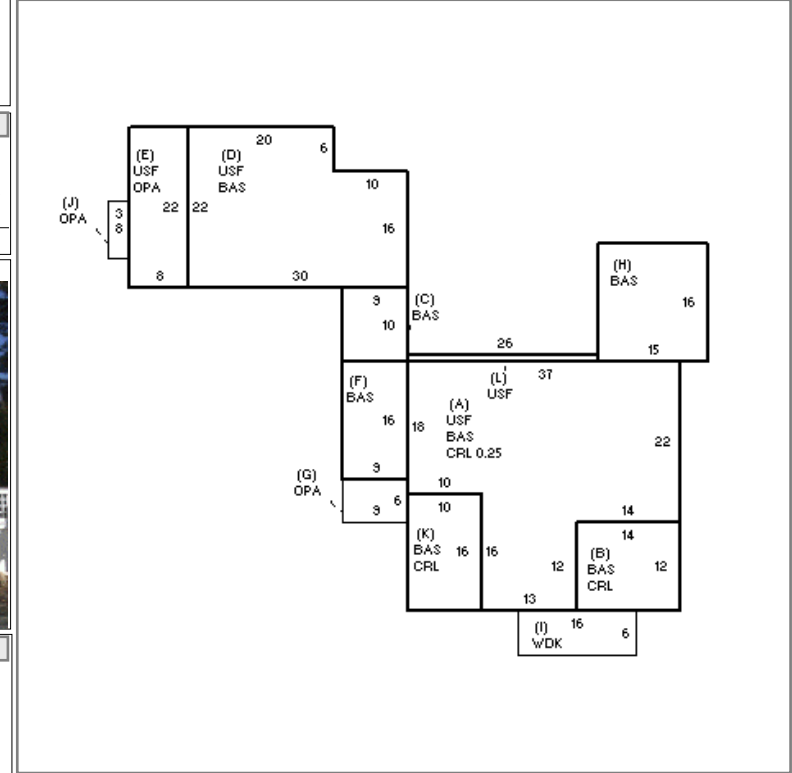 20
6
(E)
USF
OPA
(D)
USF
BAS
10
(J)
OPA
3
8
22
22
16
8
30
(H)
BAS
16
15
9
10
(C)
BAS
26
37
(L)
USF
(F)
BAS
16
9
18
(A)
USF
BAS
CRL 0.25
22
(G)
OPA
6
9
10
10
(K)
BAS
CRL
16
16
14
14
12
(B)
BAS
CRL
12
13
(I)
WDK
16
6